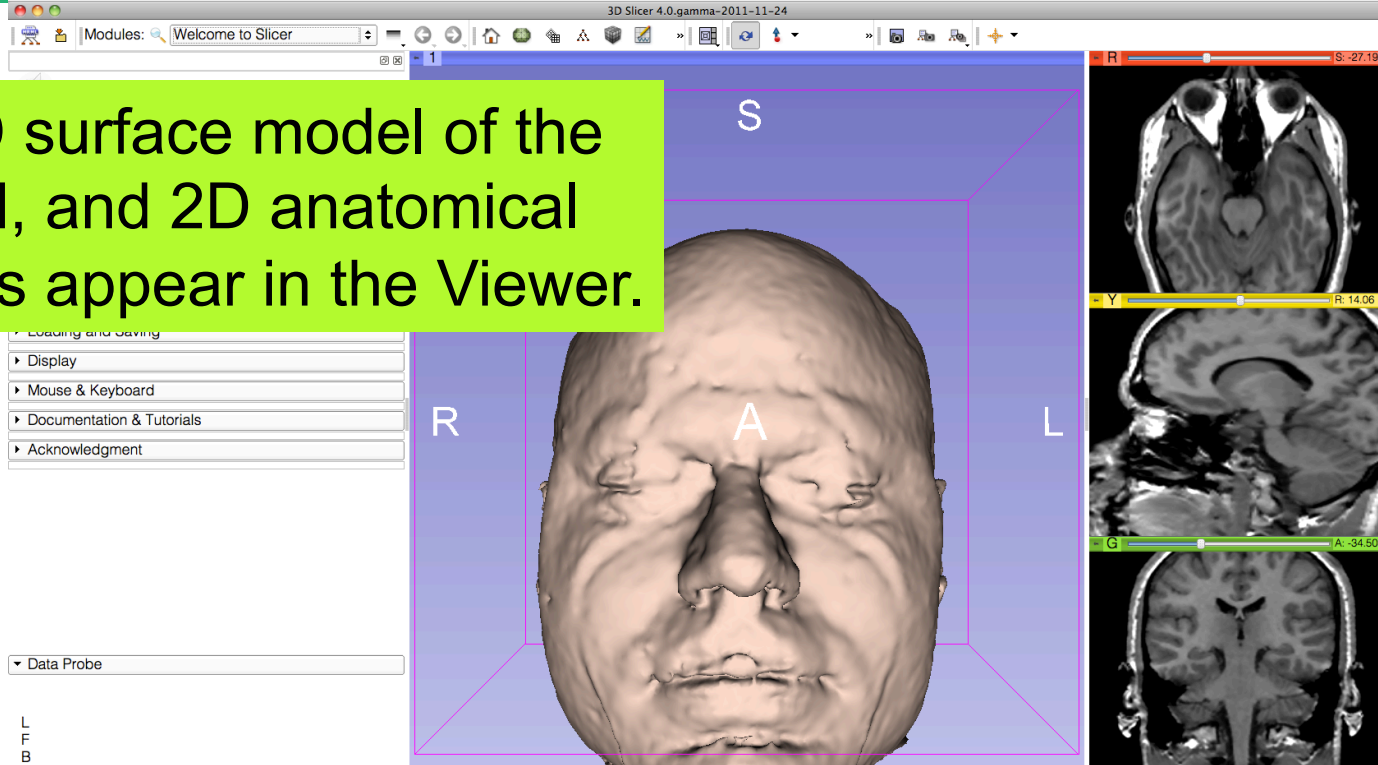 3D Slicer 4.0.gamma-2011-11-24
Modules: Welcome to Slicer
1
R S: -27.19
surface model of the
, and 2D anatomical
s appear in the Viewer.
S
Y R: 14.06
Loading and Saving
Display
Mouse & Keyboard
Documentation & Tutorials
Acknowledgment
R A L
G A: -34.50
Data Probe
L
F
B